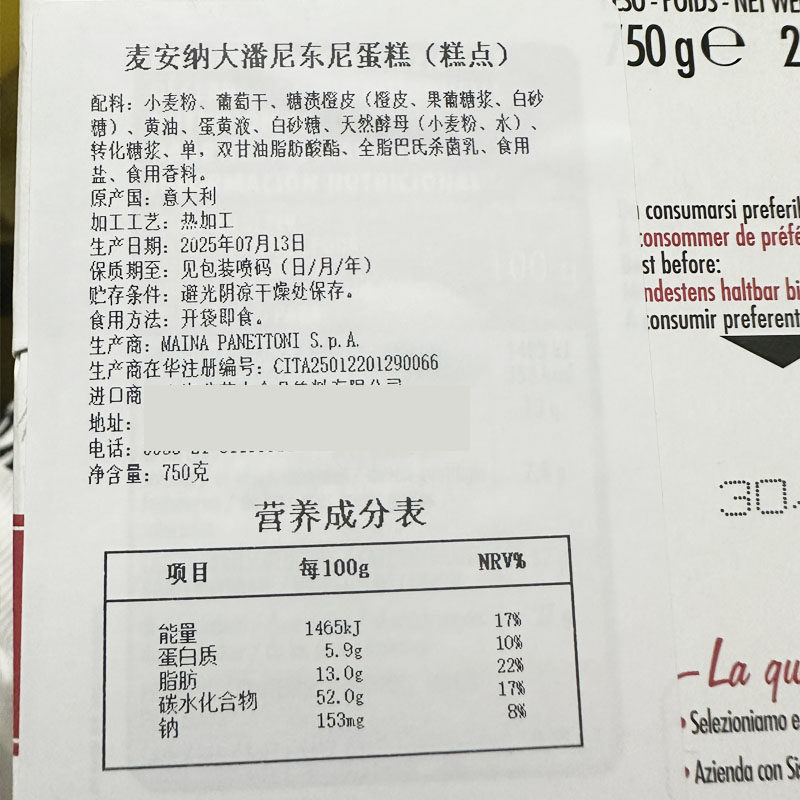 麦安纳大潘尼东尼蛋糕（糕点）
配料：小麦粉、葡萄干、糖渍橙皮（橙皮、果葡糖浆、白砂
糖）、黄油、蛋黄液、白砂糖、天然酵母（小麦粉、水）、
转化糖浆、单，双甘油脂肪酸酯、全脂巴氏杀菌乳、食用
盐、食用香料。
原产国：意大利
加工工艺：热加工
生产日期：2025年07月13日
保质期至：见包装喷码（日/月/年）
贮存条件：避光阴凉干燥处保存。
食用方法：开袋即食。
生产商：MAINA PANETTONI S.p.A.
生产商在华注册编号：CITA25012201290066
进口商
地址：
电话：
净含量：750克
营养成分表
项目 每100g NRV%
能量 1465kJ 17%
蛋白质 5.9g 10%
脂肪 13.0g 22%
碳水化合物 52.0g 17%
钠 153mg 8%
50 g e 2
consumarsi preferi
consommer de préfé
st before:
ndestens haltbar bi
consumir preferent
30.
La qu
Selezioniamo e
Azienda con Si